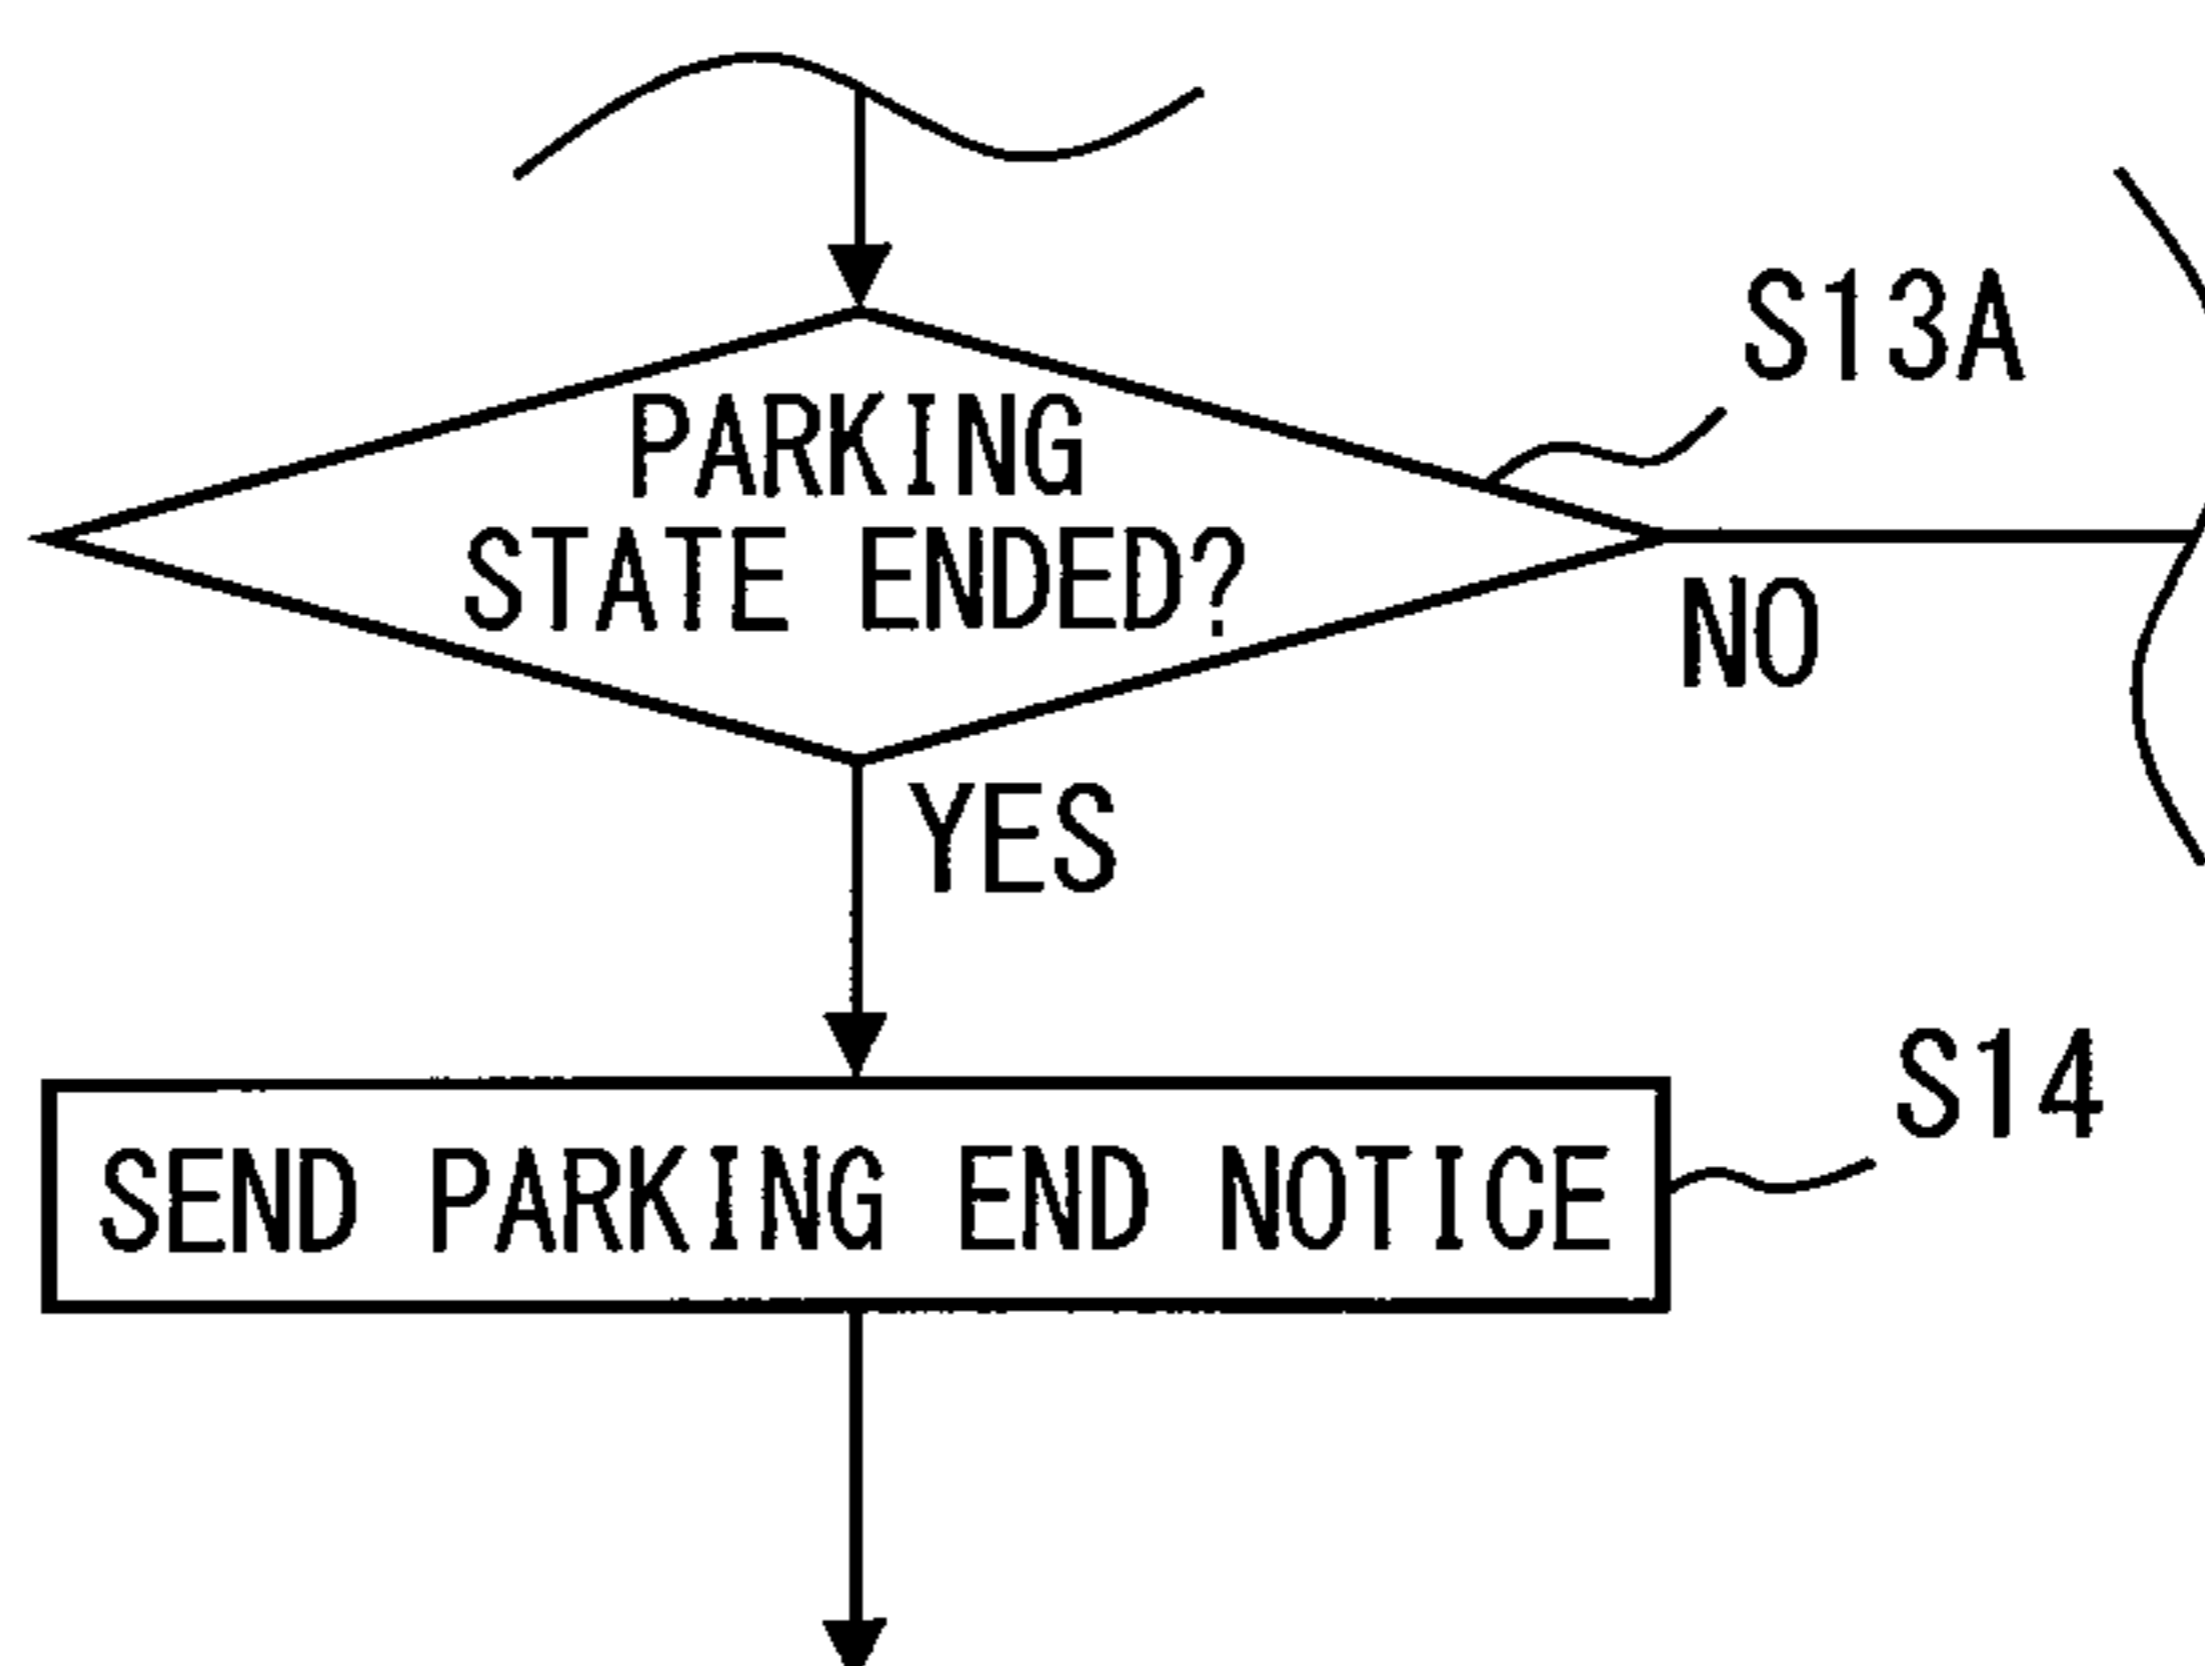 S13A
PARKING
STATE ENDED?
NO
YES
S14
SEND PARKING END NOTICE